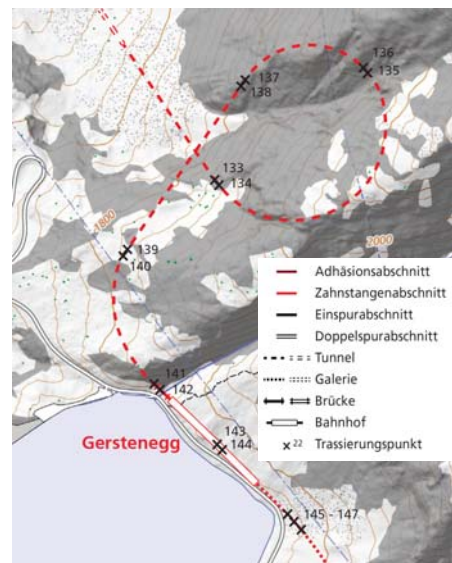 136
137
135
138
133
134
1800
139
2000
140
Adhäsionsabschnitt
Zahnstangenabschnitt
Einspurabschnitt
Doppelspurabschnitt
Tunnel
Galerie
Brücke
Bahnhof
22 Trassierungspunkt
141
142
Gerstenegg
143
144
145 - 147